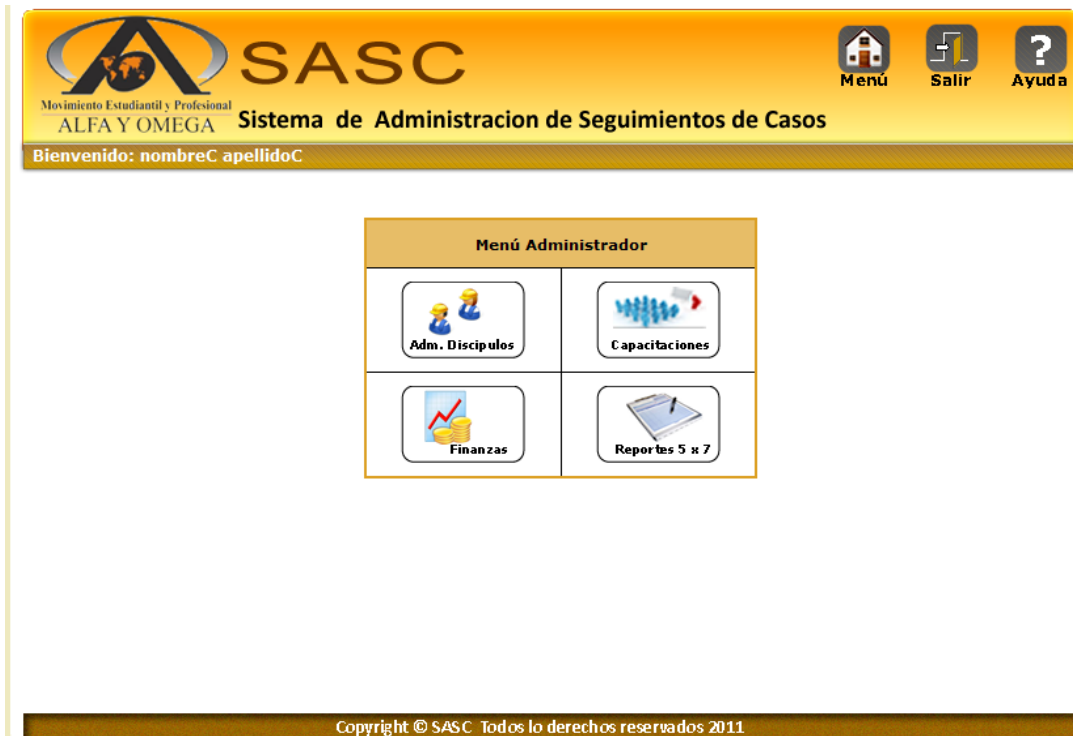 SASC
Menú Salir Ayuda
Movimiento Estudiantil y Profesional
ALFA Y OMEGA
Sistema de Administracion de Seguimientos de Casos
Bienvenido: nombreC apellidoC
Menú Administrador
Adm. Discipulos
Capacitaciones
Finanzas
Reportes 5 x 7
Copyright © SASC Todos lo derechos reservados 2011